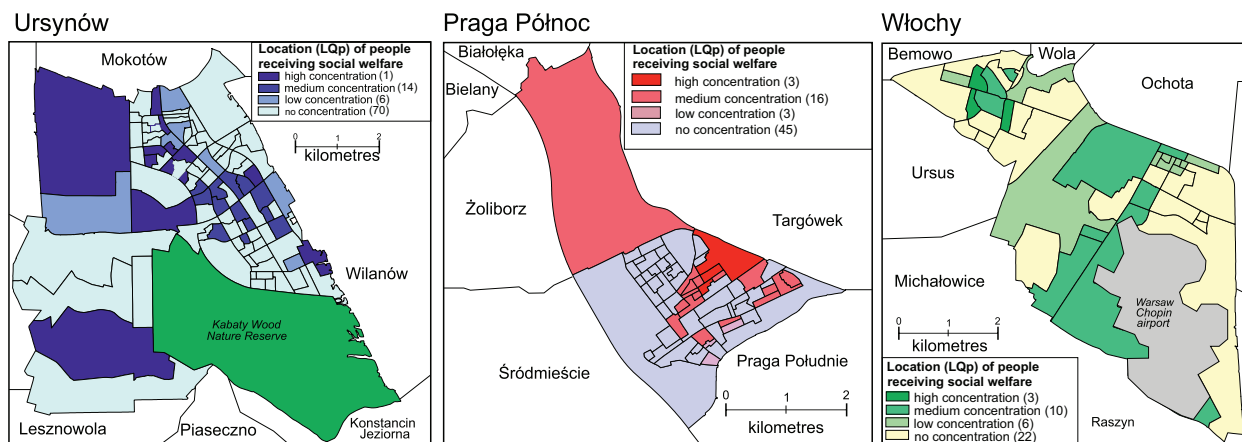 Ursynów
Mokotów
Location (LQp) of people
receiving social welfare
high concentration (1)
medium concentration (14)
low concentration (6)
no concentration (70)
0 1 2
kilometres
Wilanów
Kabaty Wood
Nature Reserve
Lesznowola
Piaseczno
Konstancin
Jeziorna
Praga Północ
Białołęka
Bielany
Location (LQp) of people
receiving social welfare
high concentration (3)
medium concentration (16)
low concentration (3)
no concentration (45)
Żoliborz
Targówek
Śródmieście
Praga Południe
0 1 2
kilometres
Włochy
Bemowo
Wola
Ochota
Ursus
Michałowice
Warsaw
Chopin
airport
0 1 2
kilometres
Location (LQp) of people
receiving social welfare
high concentration (3)
medium concentration (10)
low concentration (6)
no concentration (22)
Raszyn